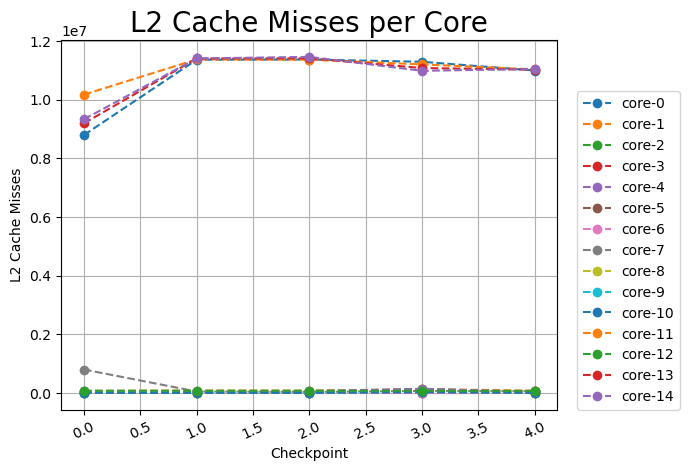 L2 Cache Misses per Core
1e7
1.2
1.0
0.8
0.6
0.4
0.2
0.0
L2 Cache Misses
0.0 0.5 1.0 1.5 2.0 2.5 3.0 3.5 4.0
Checkpoint
core-0
core-1
core-2
core-3
core-4
core-5
core-6
core-7
core-8
core-9
core-10
core-11
core-12
core-13
core-14